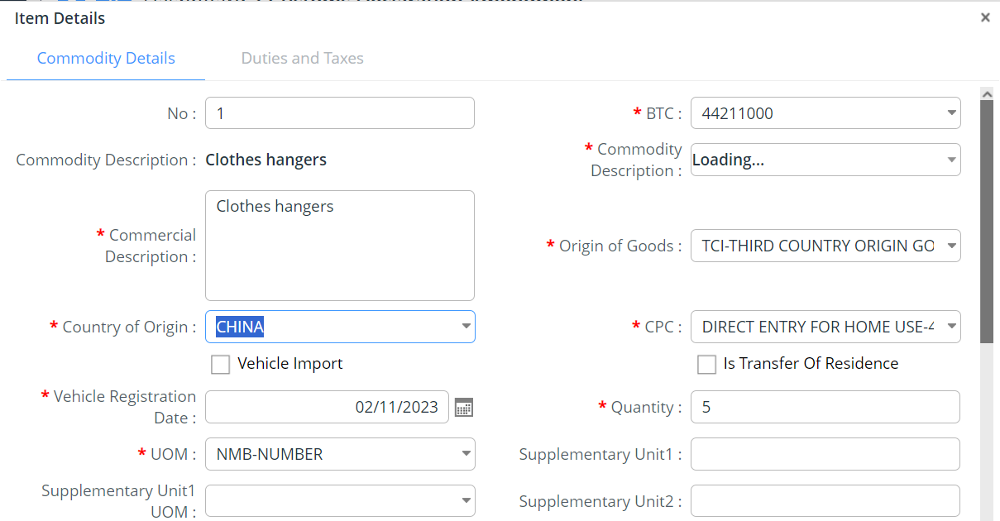 Item Details
×
Commodity Details
Duties and Taxes
No :
1
* BTC :
44211000
Commodity Description :
Clothes hangers
* Commodity
Description :
Loading...
* Commercial
Description :
Clothes hangers
* Origin of Goods :
TCI-THIRD COUNTRY ORIGIN GO
* Country of Origin :
CHINA
* CPC :
DIRECT ENTRY FOR HOME USE-4
Vehicle Import
Is Transfer Of Residence
* Vehicle Registration
Date :
02/11/2023
* Quantity :
5
* UOM :
NMB-NUMBER
Supplementary Unit1 :
Supplementary Unit1
UOM :
Supplementary Unit2 :